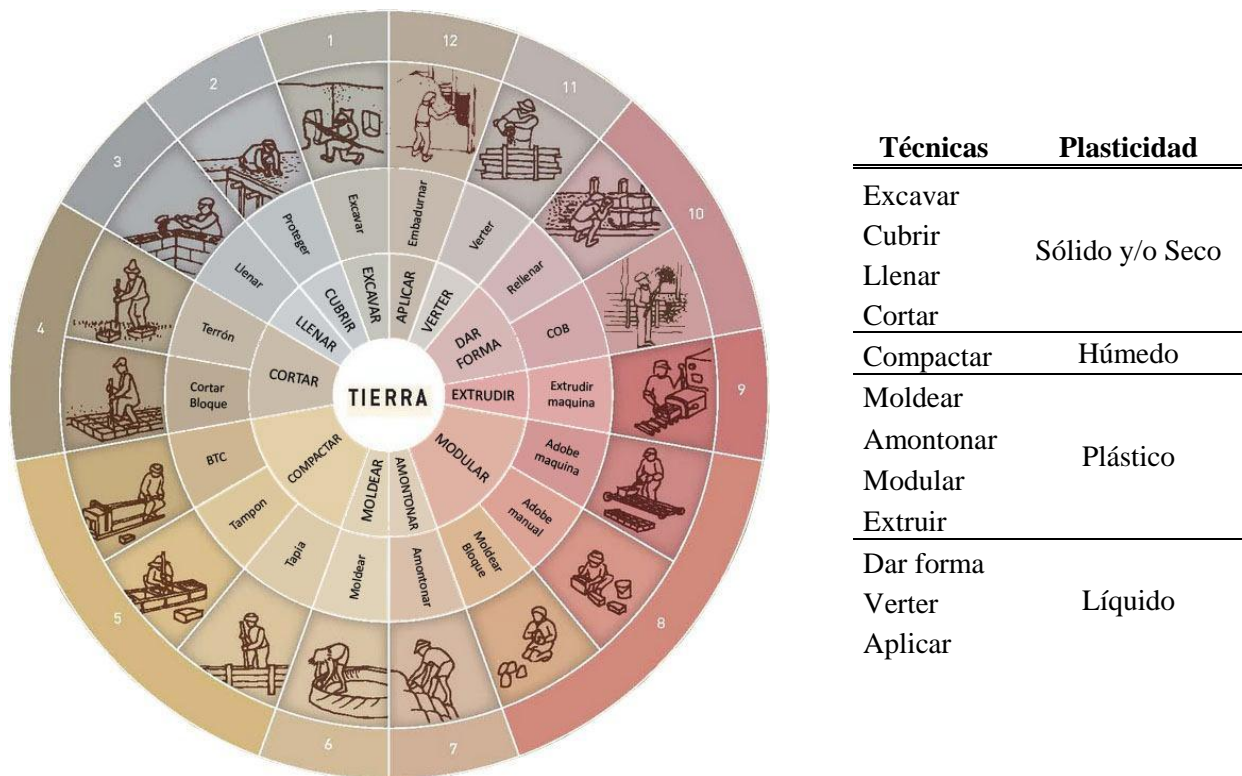 1
2
3
4
5
6
7
8
9
10
11
12
Excavar
Proteger
Llenar
Terrón
Cortar
Bloque
BTC
Tampon
Tapia
Moldear
Amontonar
Moldear
Bloque
Adobe
manual
Adobe
maquina
Extrudir
maquina
COB
Rellenar
Verter
Embadurnar
EXCAVAR
CUBRIR
LLENAR
CORTAR
COMPACTAR
MOLDEAR
AMONTONAR
MODULAR
EXTRUDIR
DAR
FORMA
VERTER
APLICAR
TIERRA
Técnicas Plasticidad
Excavar
Cubrir
Llenar
Cortar
Sólido y/o Seco
Compactar Húmedo
Moldear
Amontonar
Modular
Extruir
Plástico
Dar forma
Verter
Aplicar
Líquido